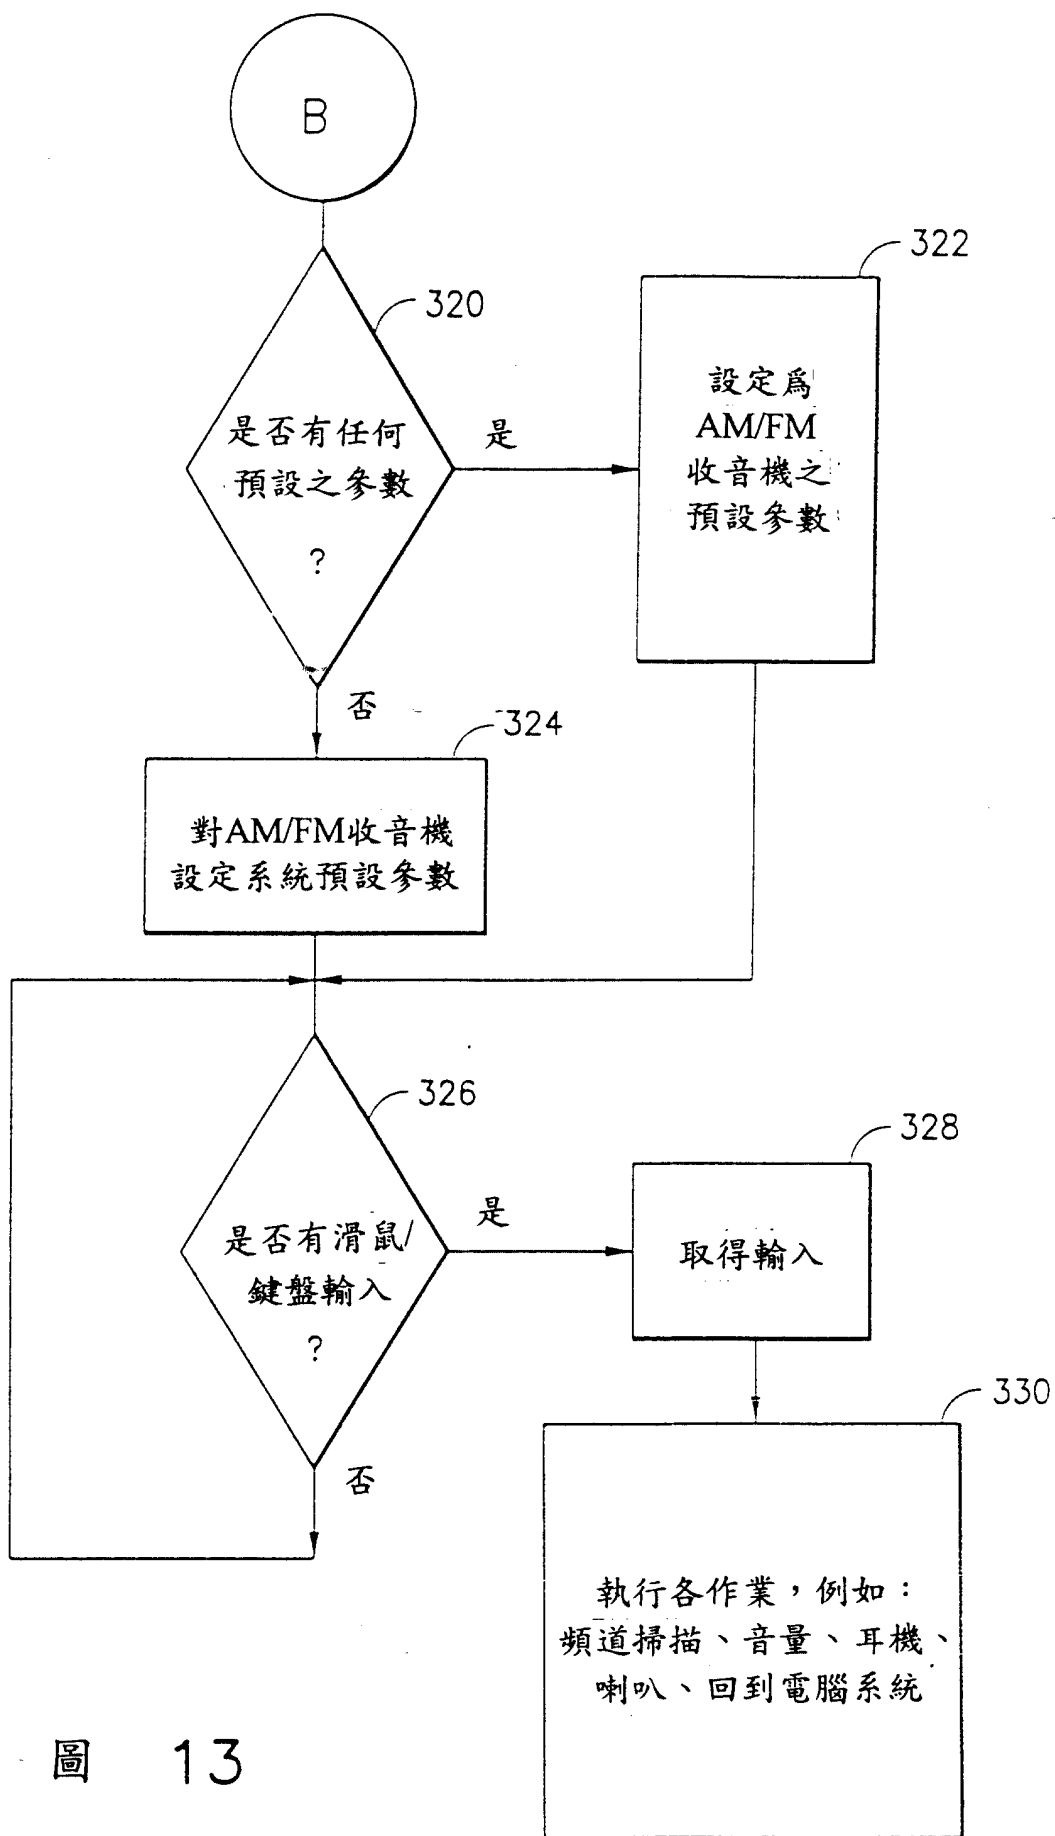 B
320
是否有任何
預設之參數
?
是
322
設定爲
AM/FM
收音機之
預設參數
否
324
對AM/FM收音機
設定系統預設參數
326
是否有滑鼠/
鍵盤輸入
?
是
328
取得輸入
否
330
執行各作業，例如：
頻道掃描、音量、耳機、
喇叭、回到電腦系統
圖 13